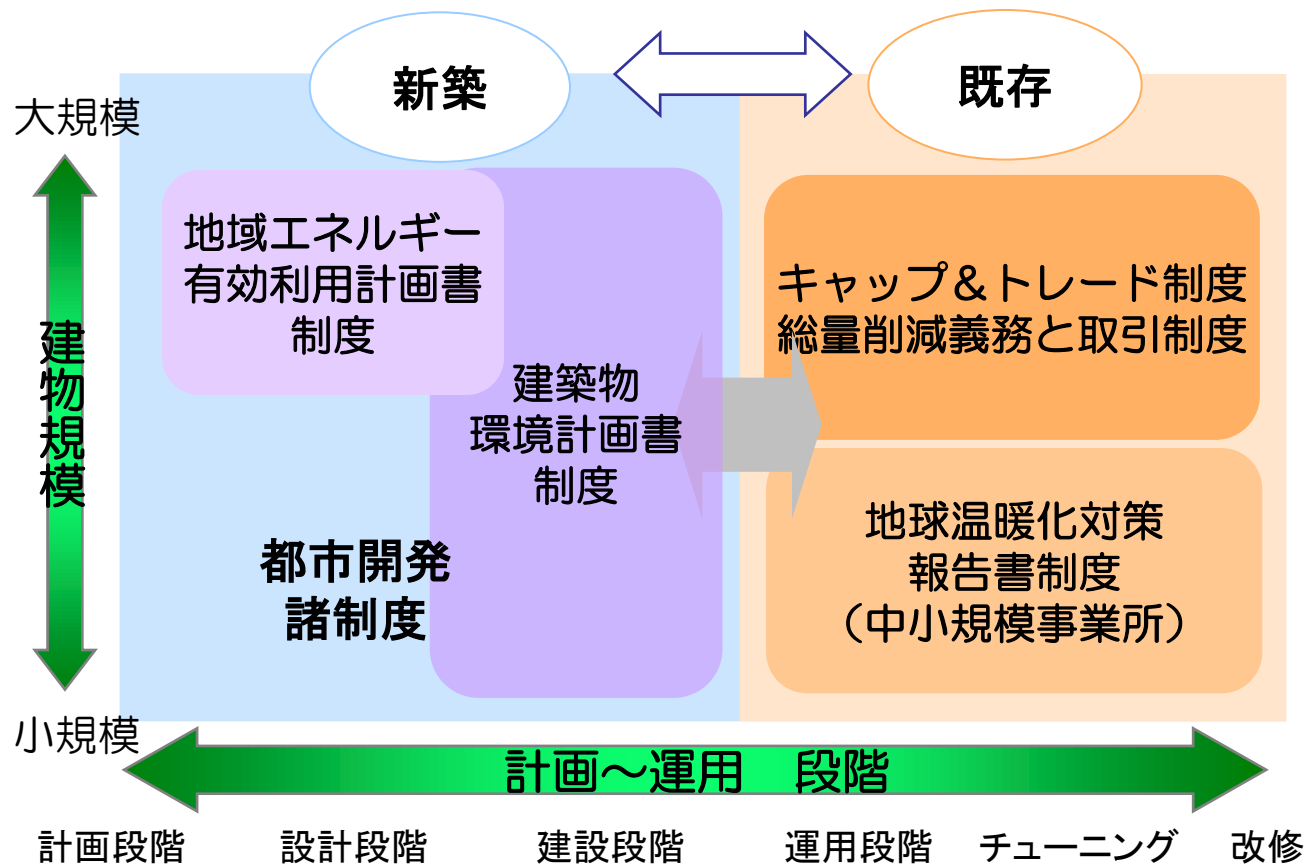 新築
既存
大規模
地域エネルギー
有効利用計画書
制度
キャップ＆トレード制度
総量削減義務と取引制度
建物規模
建築物
環境計画書
制度
地球温暖化対策
報告書制度
（中小規模事業所）
都市開発
諸制度
小規模
計画～運用　段階
計画段階
設計段階
建設段階
運用段階
チューニング
改修